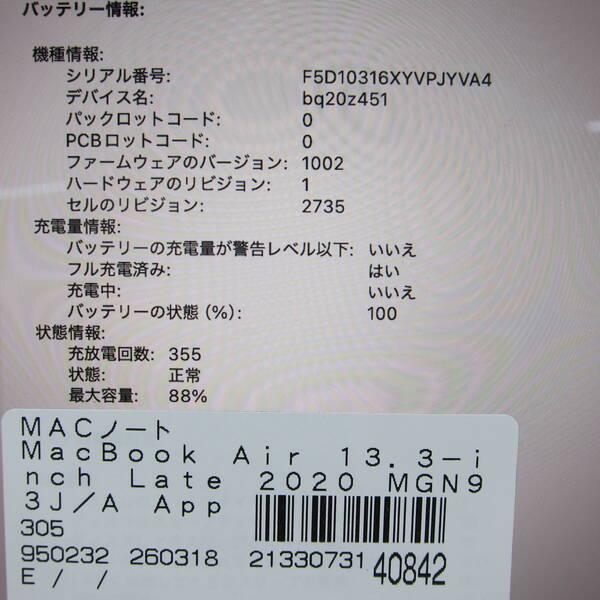 バッテリー情報:
機種情報:
シリアル番号: F5D10316XYVPJYVA4
デバイス名: bq20z451
パックロットコード: 0
PCBロットコード: 0
ファームウェアのバージョン: 1002
ハードウェアのリビジョン: 1
セルのリビジョン: 2735
充電量情報:
バッテリーの充電量が警告レベル以下: いいえ
フル充電済み: はい
充電中: いいえ
バッテリーの状態 (%): 100
状態情報:
充放電回数: 355
状態: 正常
最大容量: 88%
MACノート
MacBook Air 13.3-i
nch Late 2020 MGN9
3J/A App
305
950232 260318 21330731 40842
E / /